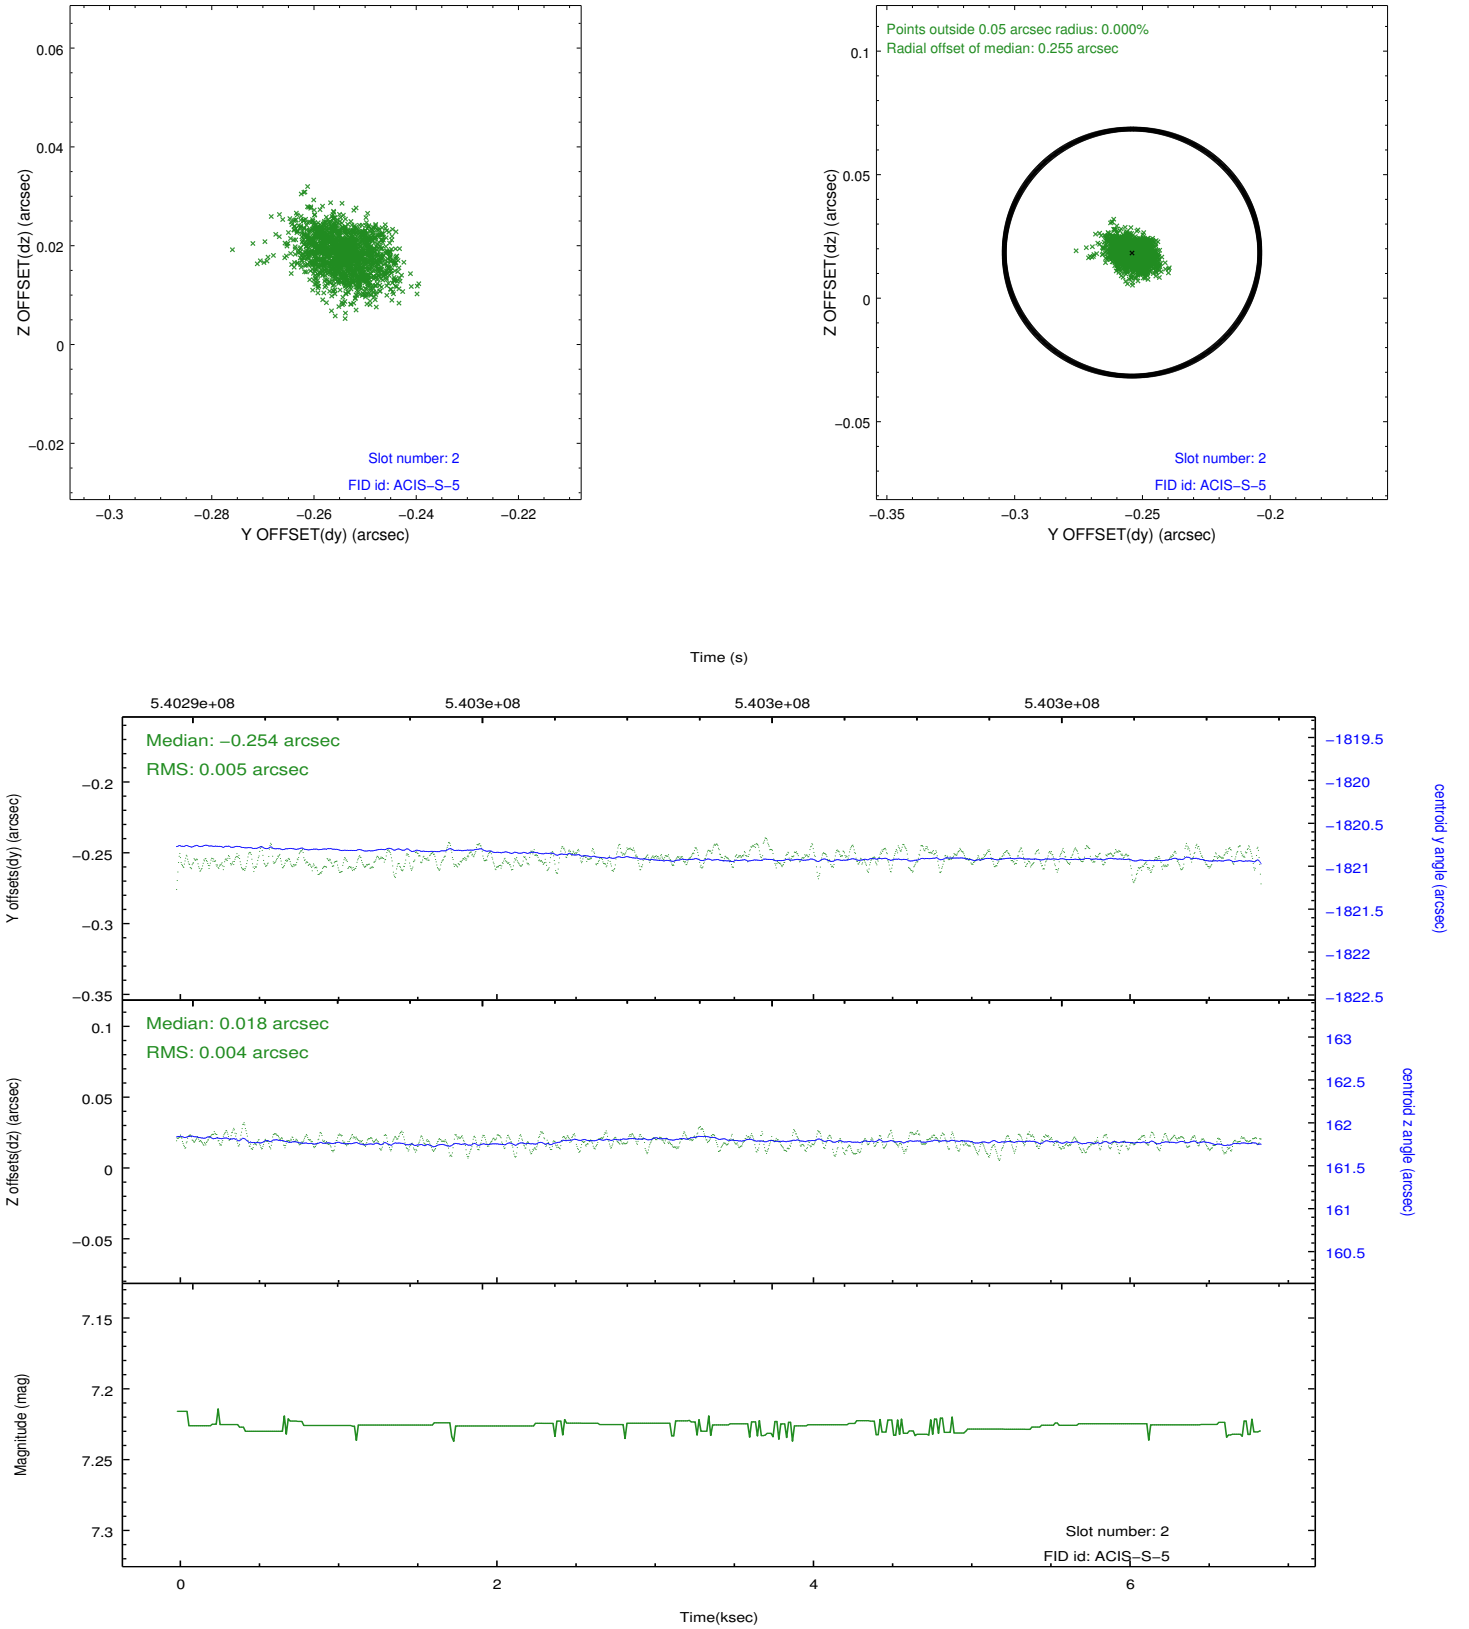 0.06
0.04
0.02
0
−0.02
Z OFFSET(dz) (arcsec)
Slot number: 2
FID id: ACIS−S−5
−0.3
−0.28
−0.26
−0.24
−0.22
Y OFFSET(dy) (arcsec)
Points outside 0.05 arcsec radius: 0.000%
Radial offset of median: 0.255 arcsec
0.1
0.05
0
−0.05
Z OFFSET(dz) (arcsec)
Slot number: 2
FID id: ACIS−S−5
−0.35
−0.3
−0.25
−0.2
Y OFFSET(dy) (arcsec)
Time (s)
5.4029e+08
5.403e+08
5.403e+08
5.403e+08
Median: −0.254 arcsec
RMS: 0.005 arcsec
−0.2
−0.25
−0.3
−0.35
Y offsets(dy) (arcsec)
−1819.5
−1820
−1820.5
−1821
−1821.5
−1822
−1822.5
centroid y angle (arcsec)
Median: 0.018 arcsec
RMS: 0.004 arcsec
0.1
0.05
0
−0.05
Z offsets(dz) (arcsec)
163
162.5
162
161.5
161
160.5
centroid z angle (arcsec)
7.15
7.2
7.25
7.3
Magnitude (mag)
Slot number: 2
FID id: ACIS−S−5
0
2
4
6
Time(ksec)